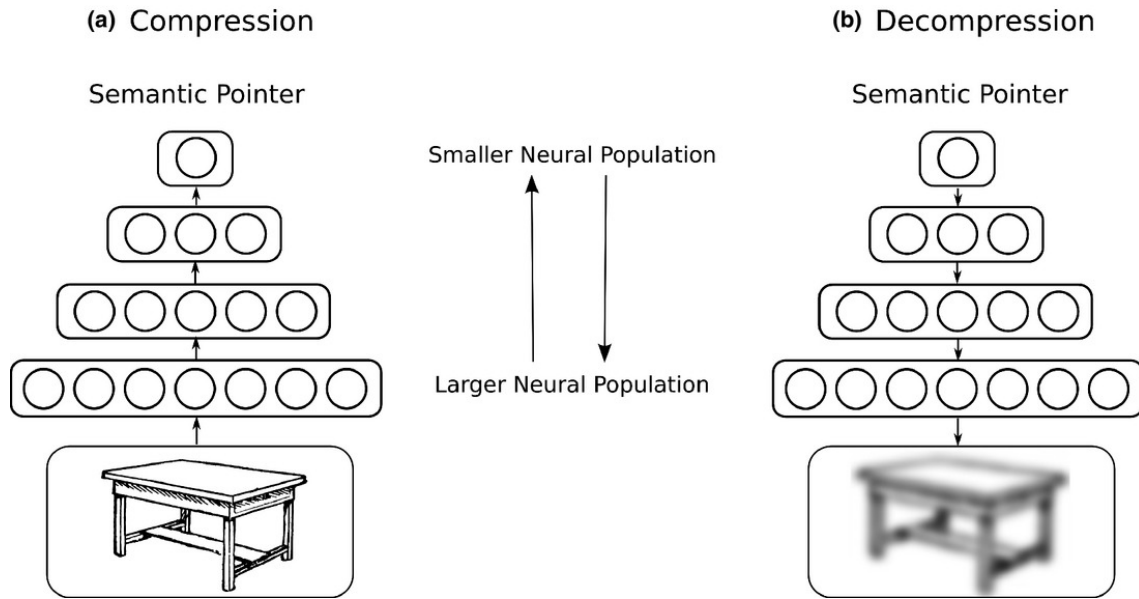 (a) Compression
(b) Decompression
Semantic Pointer
Semantic Pointer
Smaller Neural Population
Larger Neural Population